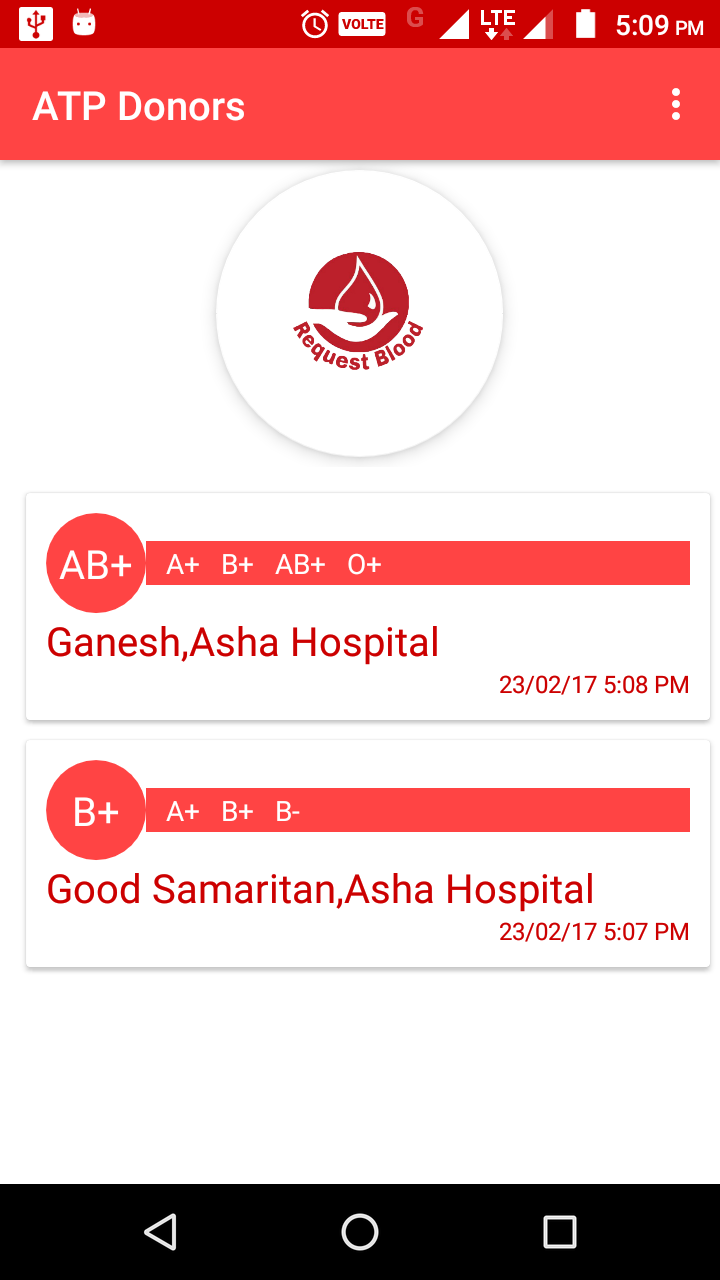 VOLTE G LTE 5:09 PM
ATP Donors
Request Blood
AB+ A+ B+ AB+ O+
Ganesh,Asha Hospital
23/02/17 5:08 PM
B+ A+ B+ B-
Good Samaritan,Asha Hospital
23/02/17 5:07 PM